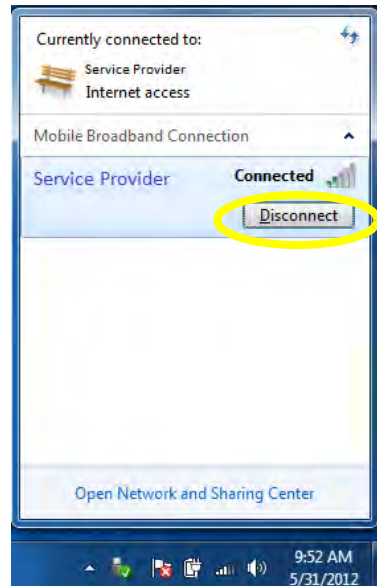 Currently connected to:
Service Provider
Internet access
Mobile Broadband Connection
Service Provider Connected
Disconnect
Open Network and Sharing Center
9:52 AM
5/31/2012